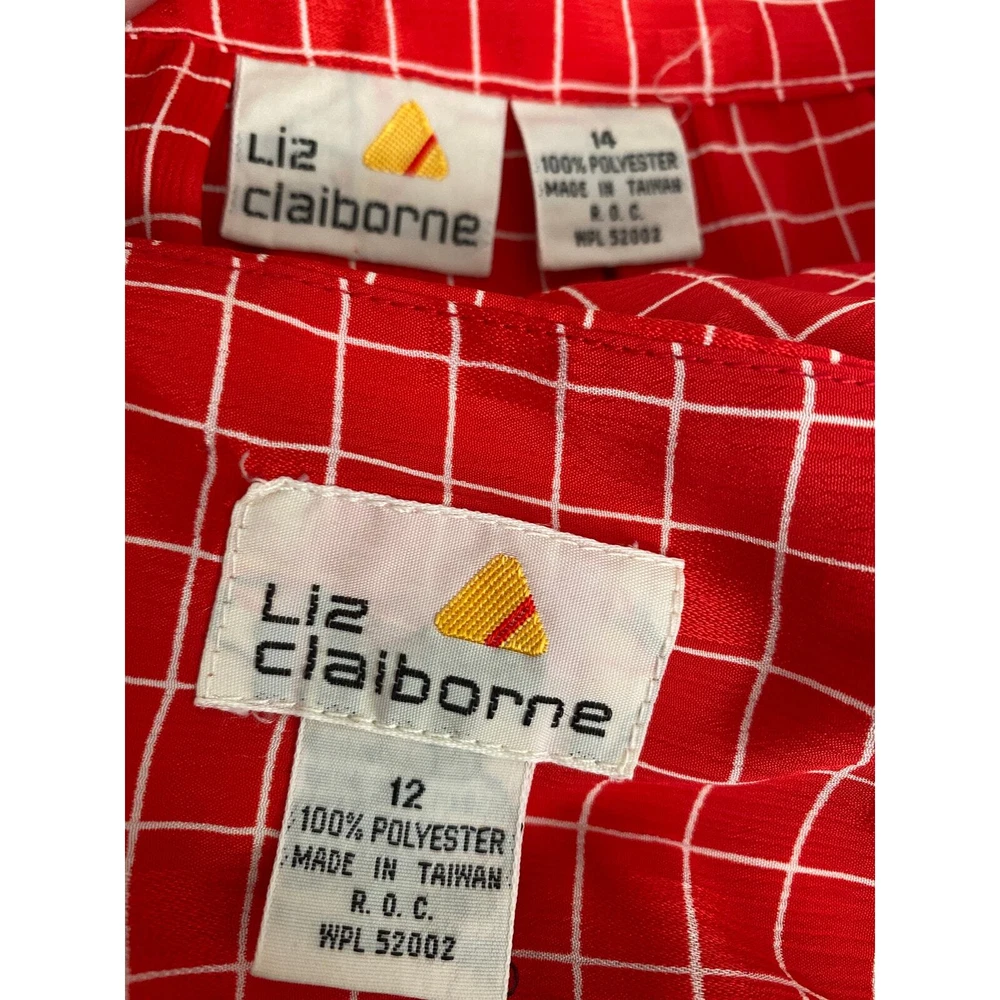 Liz
claiborne
14
100% POLYESTER
MADE IN TAIWAN
R. O. C.
WPL 52002
Liz
claiborne
12
100% POLYESTER
MADE IN TAIWAN
R. O. C.
WPL 52002